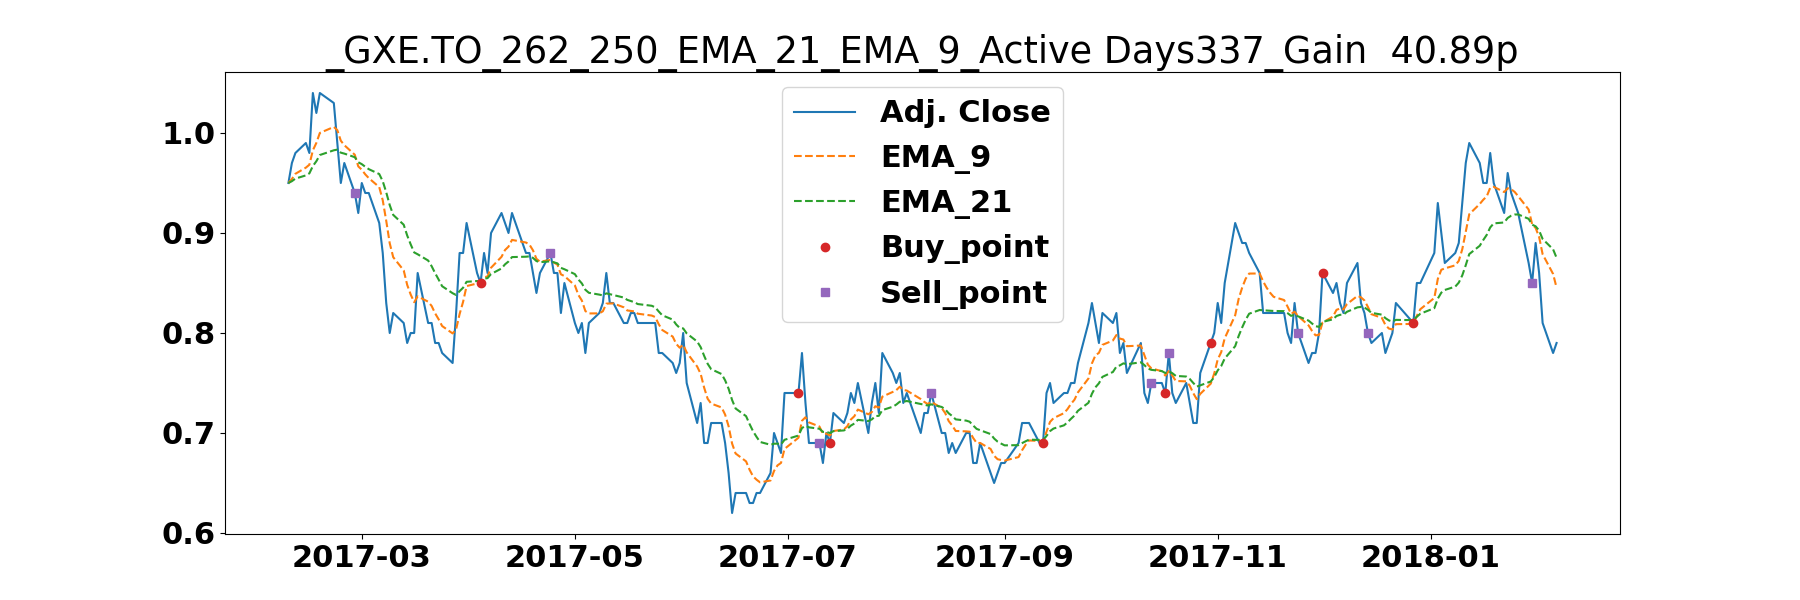 _GXE.TO_262_250_EMA_21_EMA_9_Active Days337_Gain  40.89p
Adj. Close
EMA_9
EMA_21
Buy_point
Sell_point
1.0
0.9
0.8
0.7
0.6
2017-03 2017-05 2017-07 2017-09 2017-11 2018-01